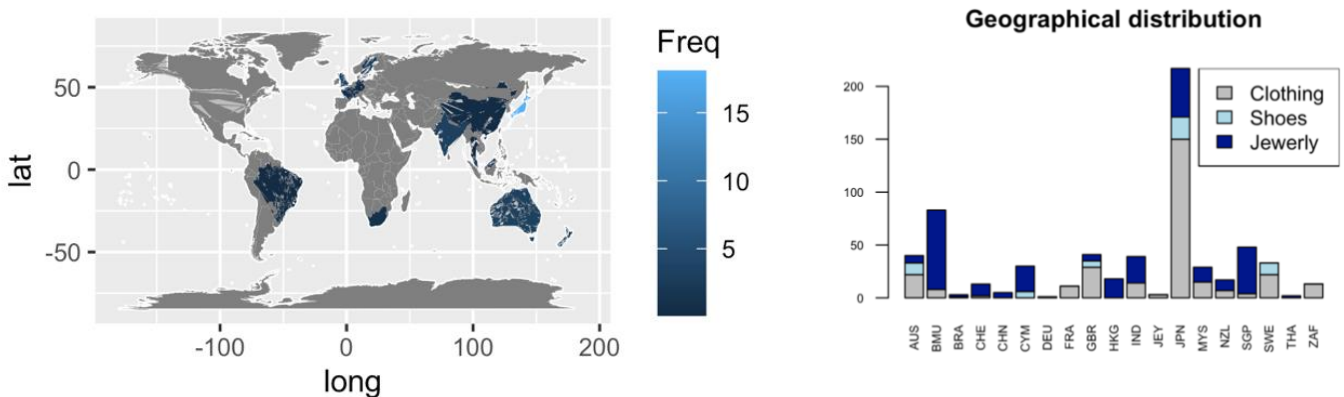 lat
50
0
-50
-100
0
100
200
long
Freq
15
10
5
Geographical distribution
200
150
100
50
0
Clothing
Shoes
Jewerly
AUS BMU BRA CHE CHN CYM DEU FRA GBR HKG IND JEY JPN MYS NZL SGP SWE THA ZAF